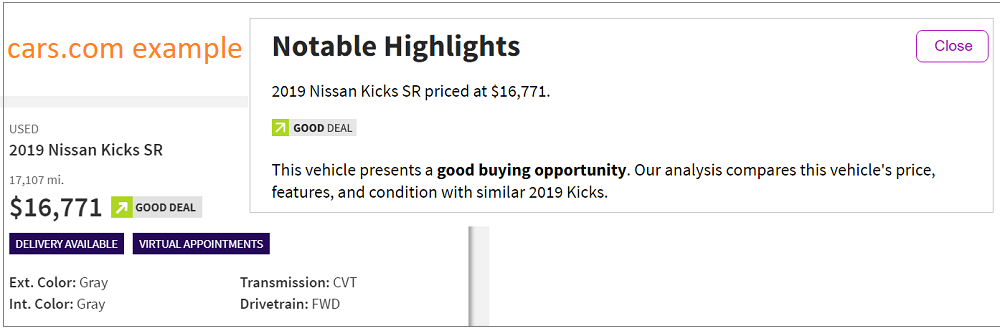 cars.com example
USED
2019 Nissan Kicks SR
17,107 mi.
$16,771 GOOD DEAL
DELIVERY AVAILABLE VIRTUAL APPOINTMENTS
Ext. Color: Gray Transmission: CVT
Int. Color: Gray Drivetrain: FWD
Notable Highlights
Close
2019 Nissan Kicks SR priced at $16,771.
GOOD DEAL
This vehicle presents a good buying opportunity. Our analysis compares this vehicle's price,
features, and condition with similar 2019 Kicks.